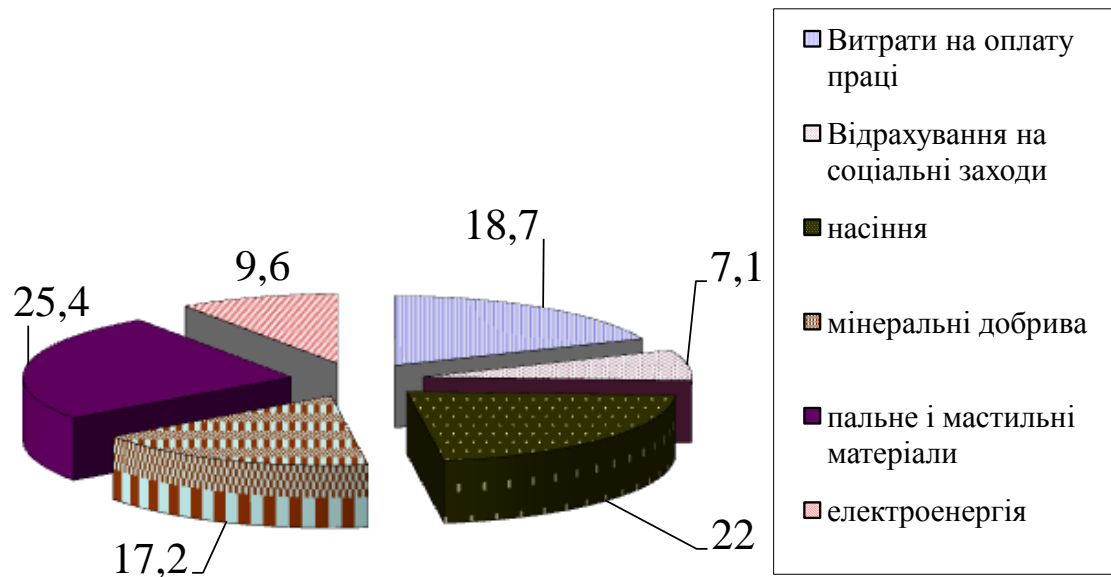 18,7
7,1
9,6
25,4
22
17,2
Витрати на оплату
праці
Відрахування на
соціальні заходи
насіння
мінеральні добрива
пальне і мастильні
матеріали
електроенергія